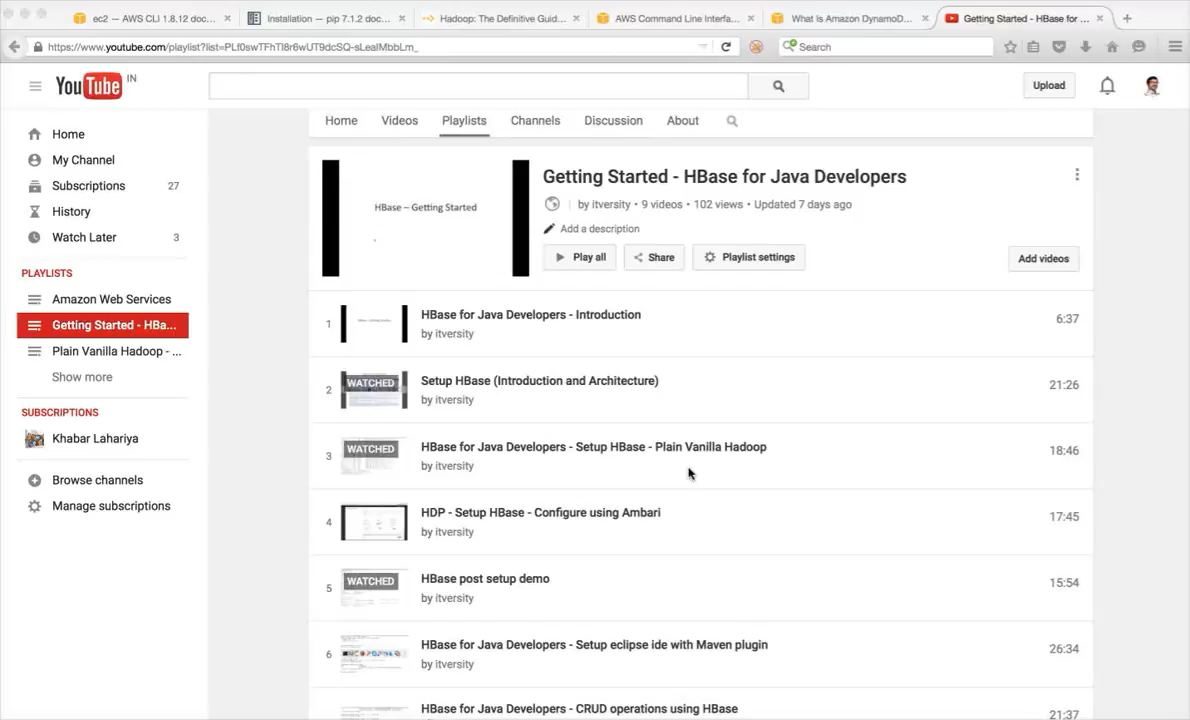 ec2 — AWS CLI 1.8.12 doc...
Installation — pip 7.1.2 doc...
Hadoop: The Definitive Guid...
AWS Command Line Interfa...
What Is Amazon DynamoD...
Getting Started - HBase for ...
https://www.youtube.com/playlist?list=PLf0swTFhTI8r6wUT9dcSQ-sLeaIMbbLm_
Search
YouTube IN
Upload
Home
My Channel
Subscriptions 27
History
Watch Later 3
PLAYLISTS
Amazon Web Services
Getting Started - HBa...
Plain Vanilla Hadoop - ...
Show more
SUBSCRIPTIONS
Khabar Lahariya
Browse channels
Manage subscriptions
Home Videos Playlists Channels Discussion About
HBase – Getting Started
Getting Started - HBase for Java Developers
by itversity • 9 videos • 102 views • Updated 7 days ago
Add a description
Play all Share Playlist settings Add videos
1 HBase for Java Developers - Introduction 6:37
by itversity
2 WATCHED Setup HBase (Introduction and Architecture) 21:26
by itversity
3 WATCHED HBase for Java Developers - Setup HBase - Plain Vanilla Hadoop 18:46
by itversity
4 HDP - Setup HBase - Configure using Ambari 17:45
by itversity
5 WATCHED HBase post setup demo 15:54
by itversity
6 HBase for Java Developers - Setup eclipse ide with Maven plugin 26:34
by itversity
HBase for Java Developers - CRUD operations using HBase 21:37